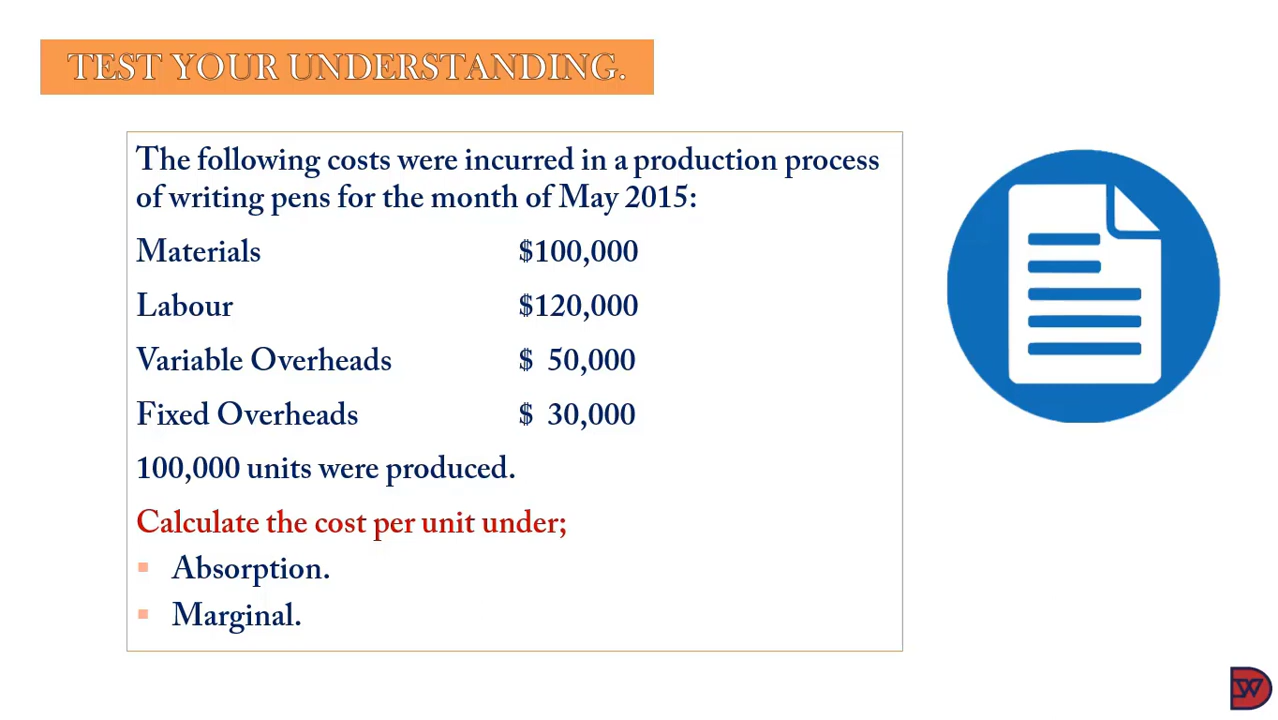 TEST YOUR UNDERSTANDING.
The following costs were incurred in a production process
of writing pens for the month of May 2015:
Materials $100,000
Labour $120,000
Variable Overheads $ 50,000
Fixed Overheads $ 30,000
100,000 units were produced.
Calculate the cost per unit under;
▪ Absorption.
▪ Marginal.
DW